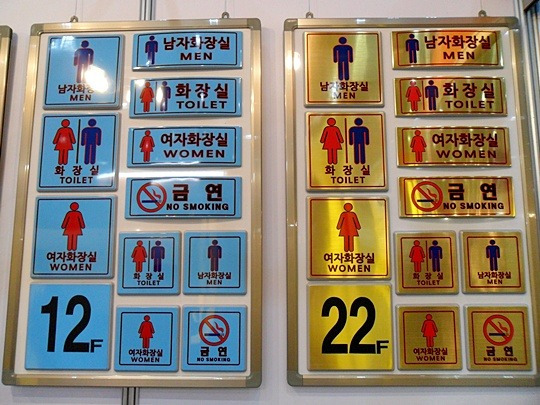 남자화장실
MEN
남자화장실
MEN
화장실
TOILET
화 장 실
TOILET
여자화장실
WOMEN
금 연
NO SMOKING
여자화장실
WOMEN
화 장 실
TOILET
남자화장실
MEN
12F
여자화장실
WOMEN
금 연
NO SMOKING
남자화장실
MEN
남자화장실
MEN
화장실
TOILET
화 장 실
TOILET
여자화장실
WOMEN
금 연
NO SMOKING
여자화장실
WOMEN
화 장 실
TOILET
남자화장실
MEN
22F
여자화장실
WOMEN
금 연
NO SMOKING